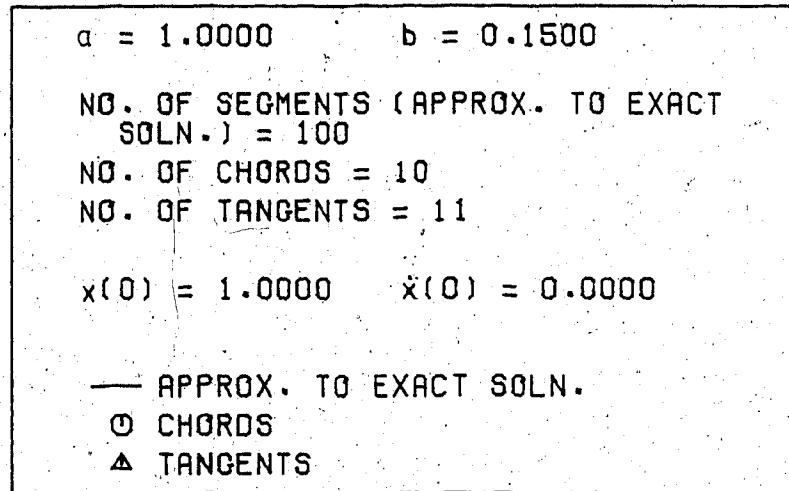 a = 1.0000 b = 0.1500
NO. OF SEGMENTS (APPROX. TO EXACT
SOLN.) = 100
NO. OF CHORDS = 10
NO. OF TANGENTS = 11
x(0) = 1.0000 ẋ(0) = 0.0000
— APPROX. TO EXACT SOLN.
CHORDS
TANGENTS